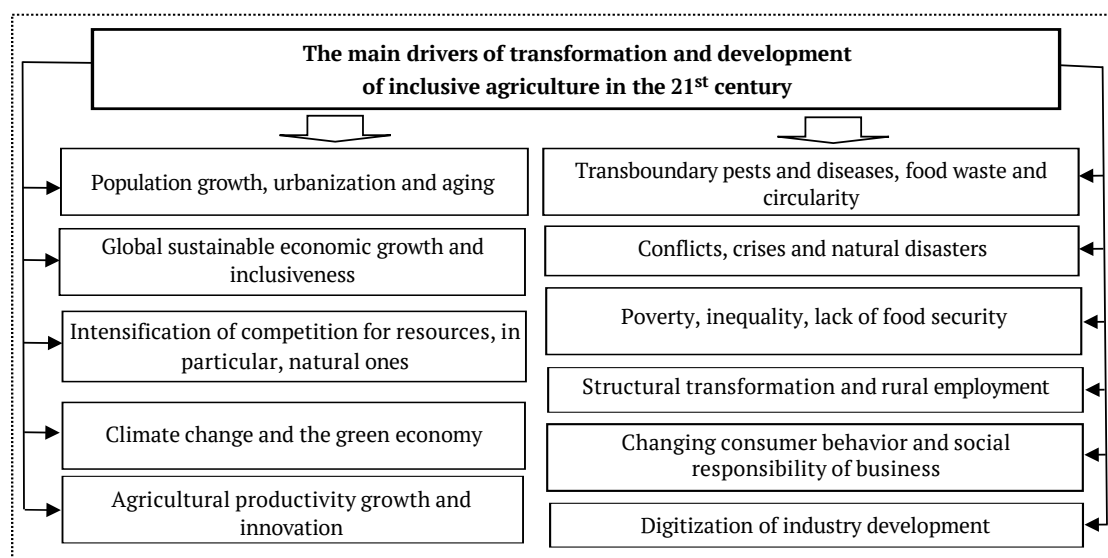 The main drivers of transformation and development
of inclusive agriculture in the 21st century
Population growth, urbanization and aging
Global sustainable economic growth and
inclusiveness
Intensification of competition for resources, in
particular, natural ones
Climate change and the green economy
Agricultural productivity growth and
innovation
Transboundary pests and diseases, food waste and
circularity
Conflicts, crises and natural disasters
Poverty, inequality, lack of food security
Structural transformation and rural employment
Changing consumer behavior and social
responsibility of business
Digitization of industry development